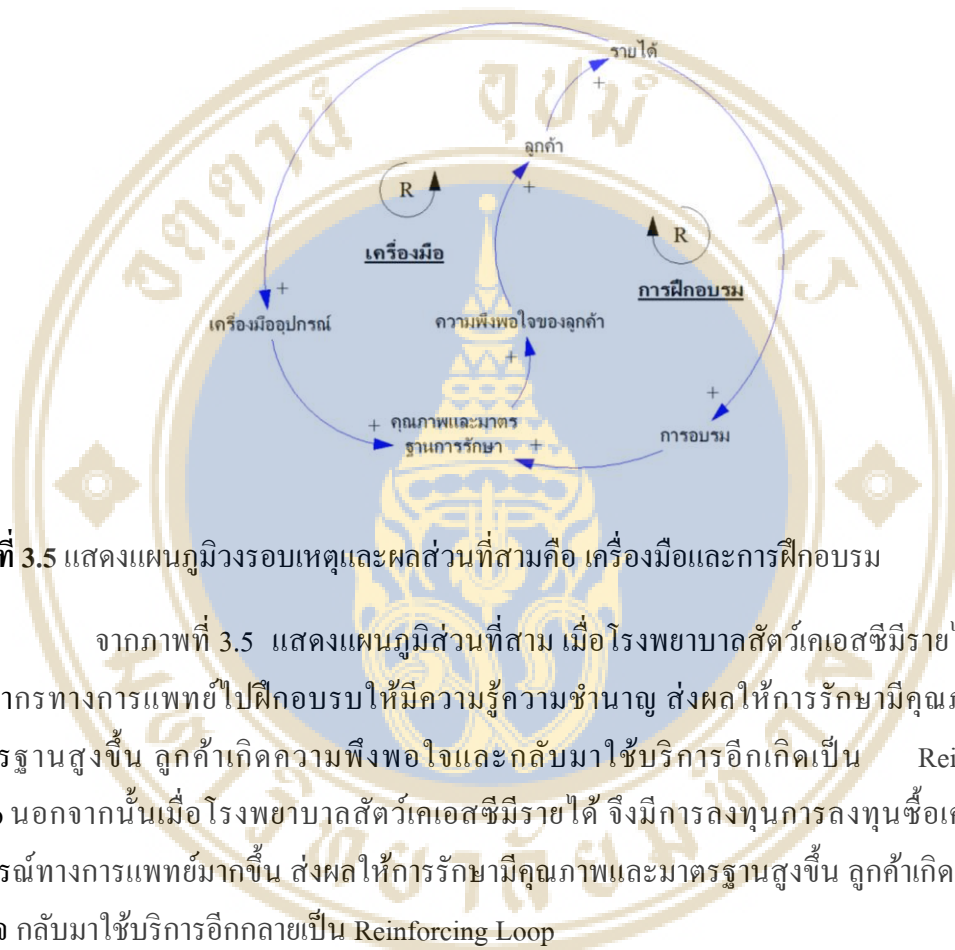 รายได้
+
ลูกค้า
R
+
เครื่องมือ
R
การฝึกอบรม
+
เครื่องมืออุปกรณ์
ความพึงพอใจของลูกค้า
+
+
+ คุณภาพและมาตร
ฐานการรักษา +
การอบรม
ที่ 3.5 แสดงแผนภูมิวงรอบเหตุและผลส่วนที่สามคือ เครื่องมือและการฝึกอบรม
จากภาพที่ 3.5 แสดงแผนภูมิส่วนที่สาม เมื่อโรงพยาบาลสัตว์เคเอสซีมีราย
ากรทางการแพทย์ไปฝึกอบรบให้มีความรู้ความชำนาญ ส่งผลให้การรักษามีคุณ
รฐานสูงขึ้น ลูกค้าเกิดความพึงพอใจและกลับมาใช้บริการอีกเกิดเป็น Rei
นอกจากนั้นเมื่อโรงพยาบาลสัตว์เคเอสซีมีรายได้ จึงมีการลงทุนการลงทุนซื้อเค
รณ์ทางการแพทย์มากขึ้น ส่งผลให้การรักษามีคุณภาพและมาตรฐานสูงขึ้น ลูกค้าเกิด
จ กลับมาใช้บริการอีกกลายเป็น Reinforcing Loop